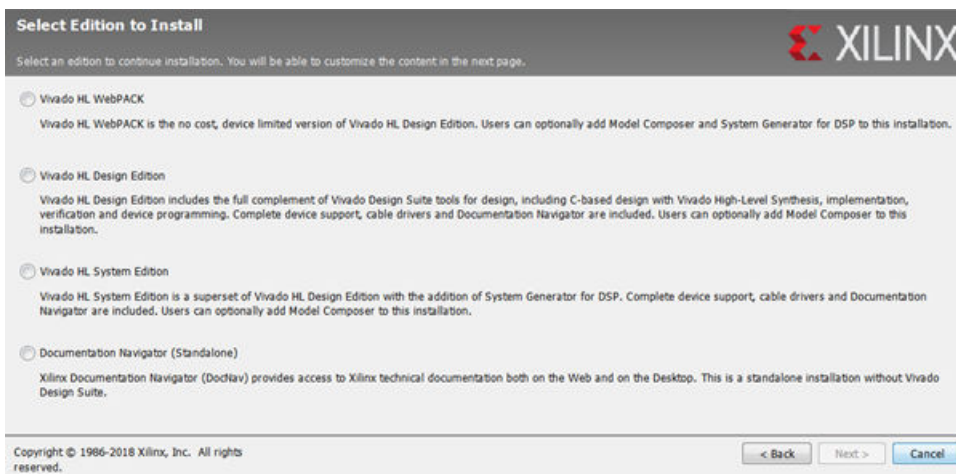 Select Edition to Install
XILINX
Select an edition to continue installation. You will be able to customize the content in the next page.
Vivado HL WebPACK
Vivado HL WebPACK is the no cost, device limited version of Vivado HL Design Edition. Users can optionally add Model Composer and System Generator for DSP to this installation.
Vivado HL Design Edition
Vivado HL Design Edition includes the full complement of Vivado Design Suite tools for design, including C-based design with Vivado High-Level Synthesis, implementation,
verification and device programming. Complete device support, cable drivers and Documentation Navigator are included. Users can optionally add Model Composer to this
installation.
Vivado HL System Edition
Vivado HL System Edition is a superset of Vivado HL Design Edition with the addition of System Generator for DSP. Complete device support, cable drivers and Documentation
Navigator are included. Users can optionally add Model Composer to this installation.
Documentation Navigator (Standalone)
Xilinx Documentation Navigator (DocNav) provides access to Xilinx technical documentation both on the Web and on the Desktop. This is a standalone installation without Vivado
Design Suite.
Copyright © 1986-2018 Xilinx, Inc. All rights
reserved.
< Back Next > Cancel